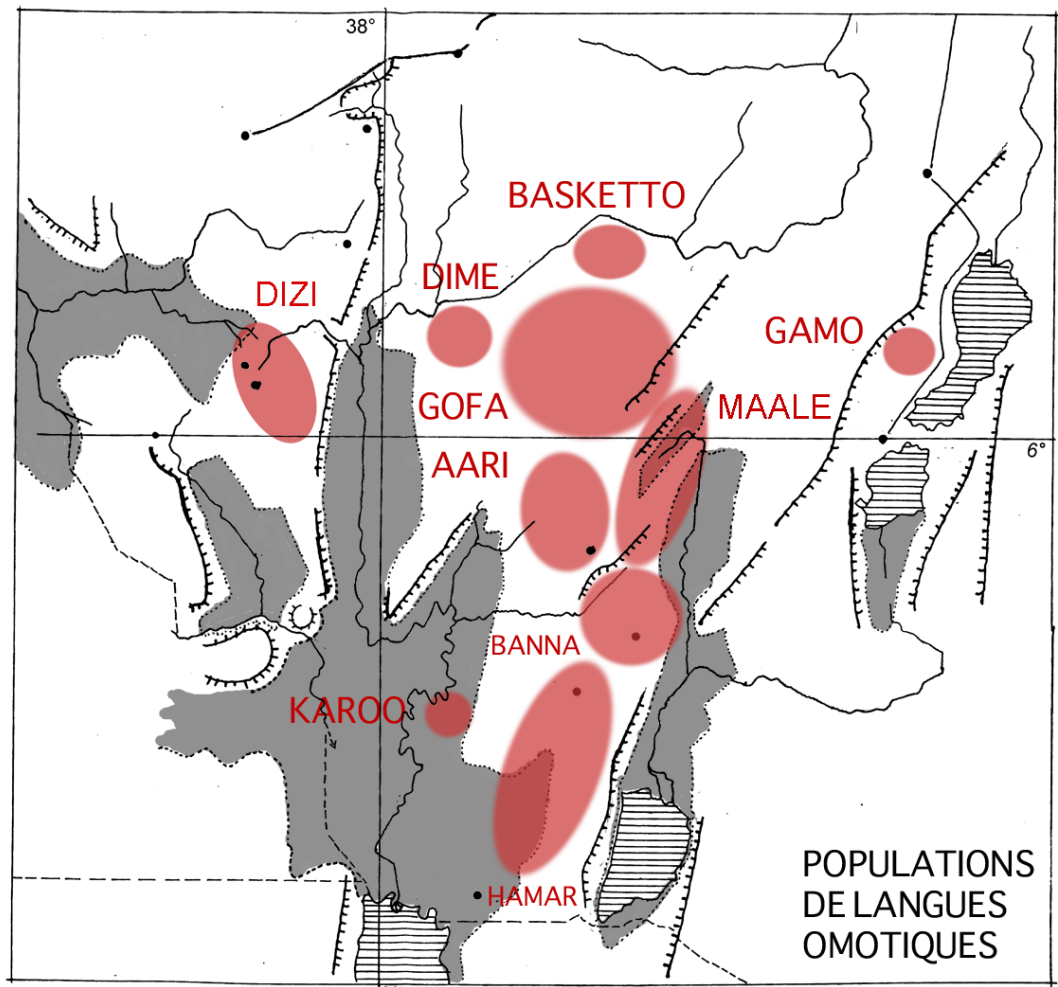 38°
BASKETTO
DIME
DIZI
GAMO
GOFA
MAALE
6°
AARI
BANNA
KAROO
HAMAR
POPULATIONS
DE LANGUES
OMOTIQUES